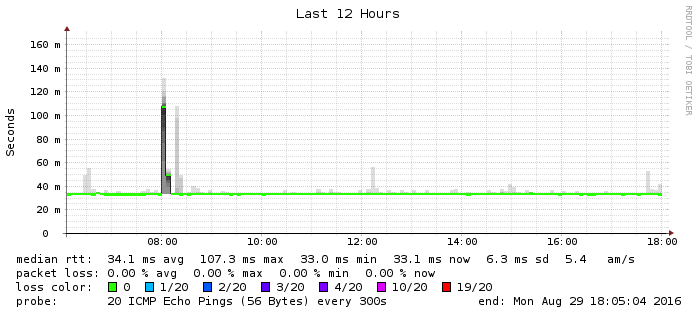 Last 12 Hours
RRDTOOL / TOBI OETIKER
Seconds
160 m
140 m
120 m
100 m
80 m
60 m
40 m
20 m
0
08:00 10:00 12:00 14:00 16:00 18:00
median rtt: 34.1 ms avg 107.3 ms max 33.0 ms min 33.1 ms now 6.3 ms sd 5.4 am/s
packet loss: 0.00 % avg 0.00 % max 0.00 % min 0.00 % now
loss color: 0 1/20 2/20 3/20 4/20 10/20 19/20
probe: 20 ICMP Echo Pings (56 Bytes) every 300s end: Mon Aug 29 18:05:04 2016